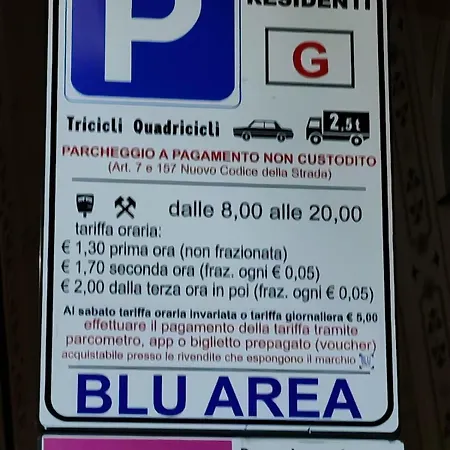 P
RESIDENTI
G
Tricicli Quadricicli
2,5t
PARCHEGGIO A PAGAMENTO NON CUSTODITO
(Art. 7 e 157 Nuovo Codice della Strada)
dalle 8,00 alle 20,00
tariffa oraria:
€ 1,30 prima ora (non frazionata)
€ 1,70 seconda ora (fraz. ogni € 0,05)
€ 2,00 dalla terza ora in poi (fraz. ogni € 0,05)
Al sabato tariffa oraria invariata o tariffa giornaliera € 5,00
effettuare il pagamento della tariffa tramite
parcometro, app o biglietto prepagato (voucher)
acquistabile presso le rivendite che espongono il marchio
BLU AREA